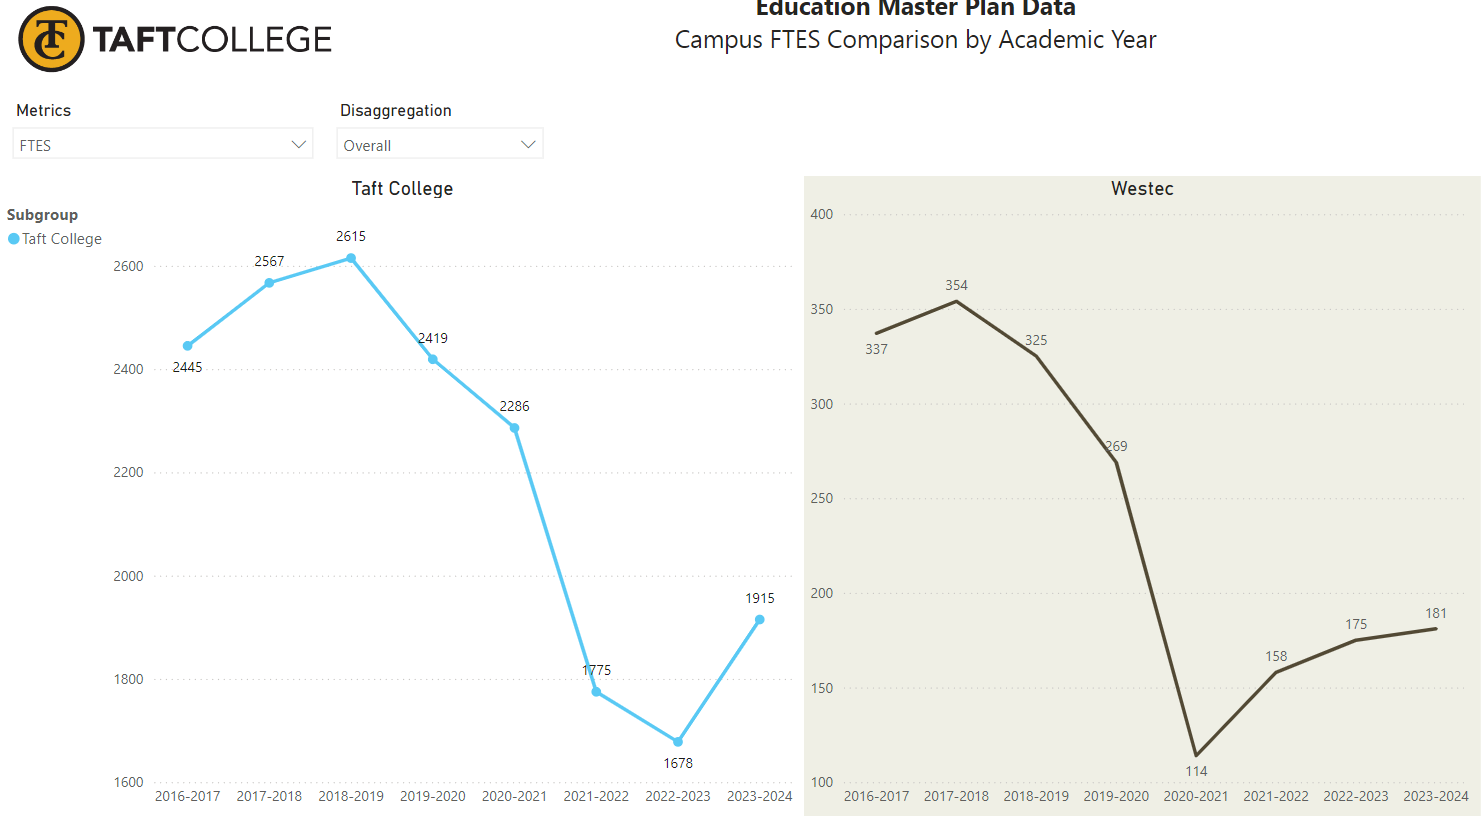 TC
TAFTCOLLEGE
Education Master Plan Data
Campus FTES Comparison by Academic Year
Metrics
FTES
Disaggregation
Overall
Taft College
Subgroup
Taft College
2600
2400
2200
2000
1800
1600
2445
2567
2615
2419
2286
1775
1678
1915
2016-2017 2017-2018 2018-2019 2019-2020 2020-2021 2021-2022 2022-2023 2023-2024
Westec
400
350
300
250
200
150
100
337
354
325
269
114
158
175
181
2016-2017 2017-2018 2018-2019 2019-2020 2020-2021 2021-2022 2022-2023 2023-2024